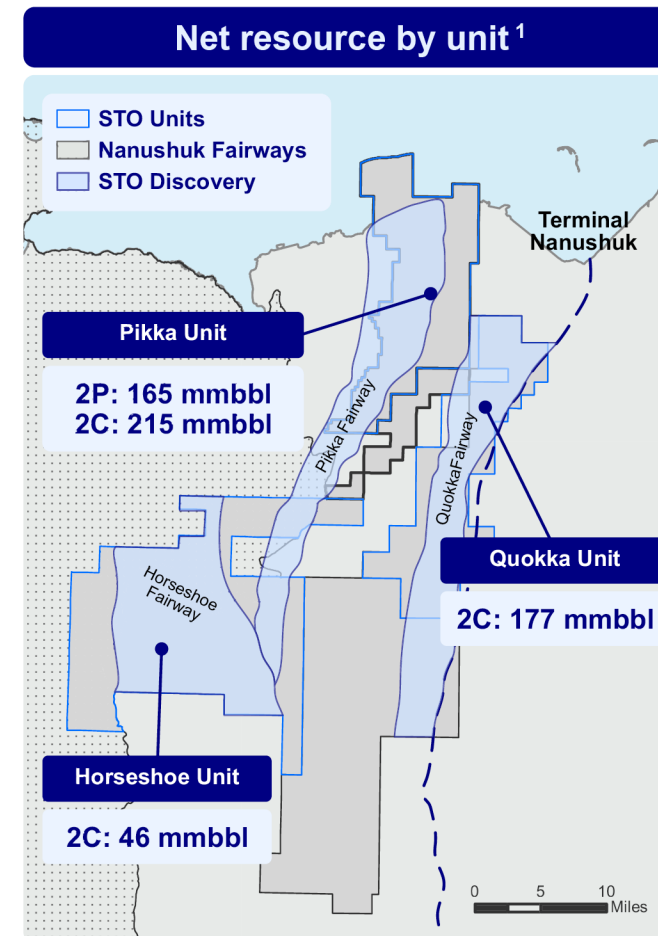 Net resource by unit 1
STO Units
Nanushuk Fairways
STO Discovery
Terminal
Nanushuk
Pikka Unit
2P: 165 mmbbl
2C: 215 mmbbl
Pikka Fairway
QuokkaFairway
Quokka Unit
2C: 177 mmbbl
Horseshoe
Fairway
Horseshoe Unit
2C: 46 mmbbl
0 5 10
Miles